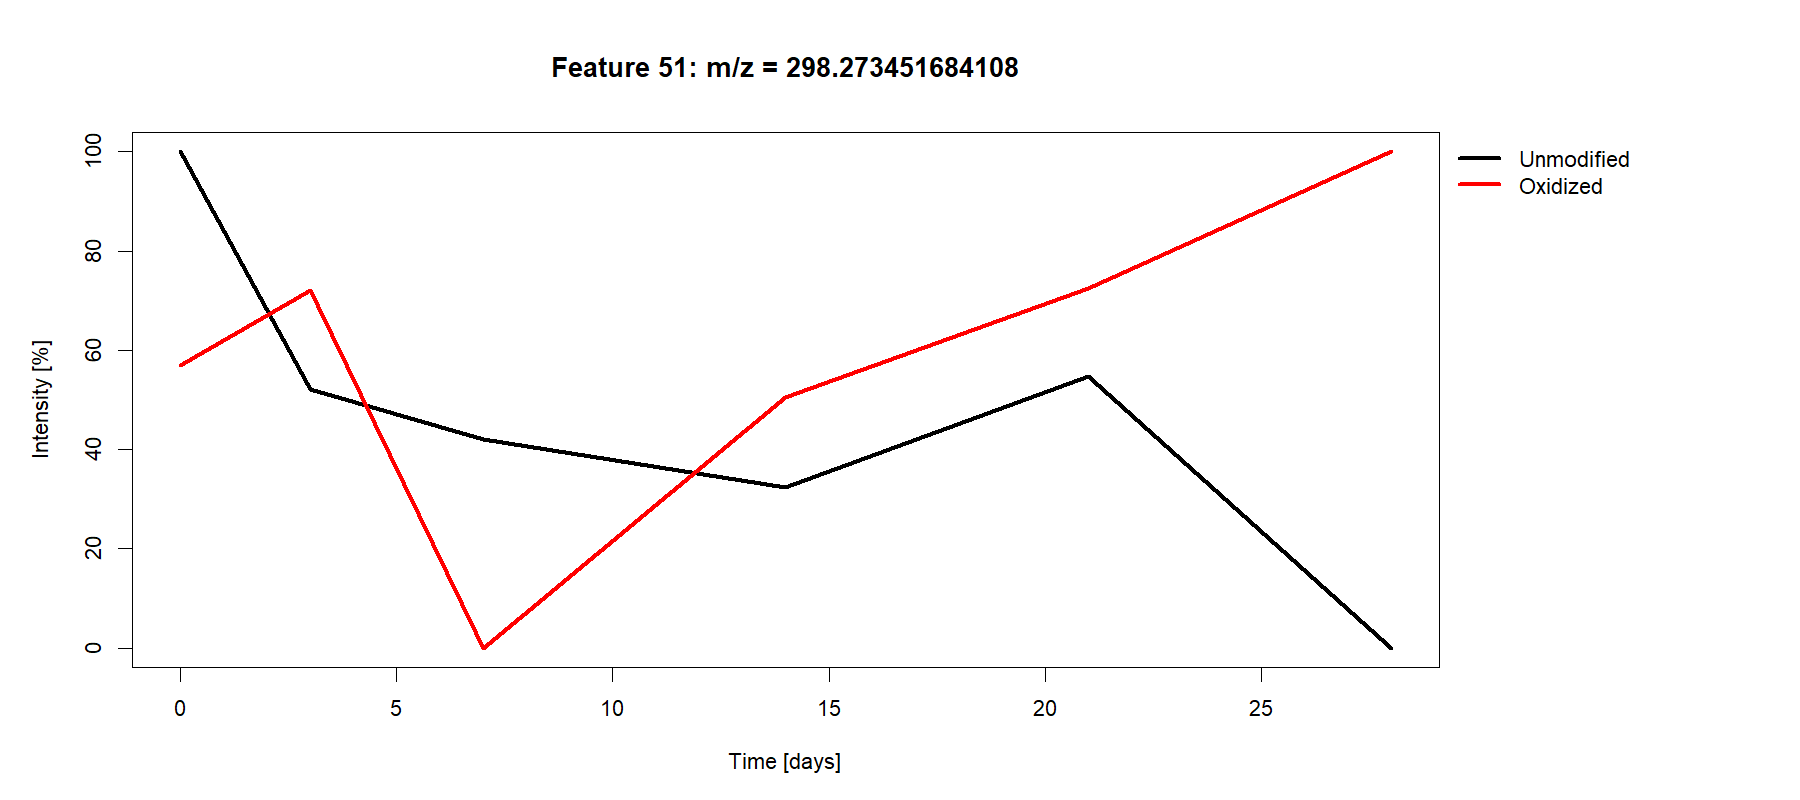 Feature 51: m/z = 298.273451684108
Unmodified
Oxidized
Intensity [%]
100
80
60
40
20
0
0 5 10 15 20 25
Time [days]